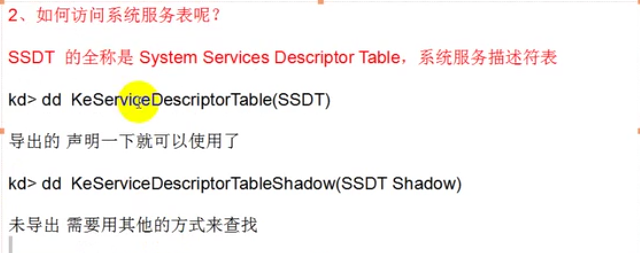 2、如何访问系统服务表呢？
SSDT 的全称是 System Services Descriptor Table，系统服务描述符表
kd> dd KeServiceDescriptorTable(SSDT)
导出的 声明一下就可以使用了
kd> dd KeServiceDescriptorTableShadow(SSDT Shadow)
未导出 需要用其他的方式来查找